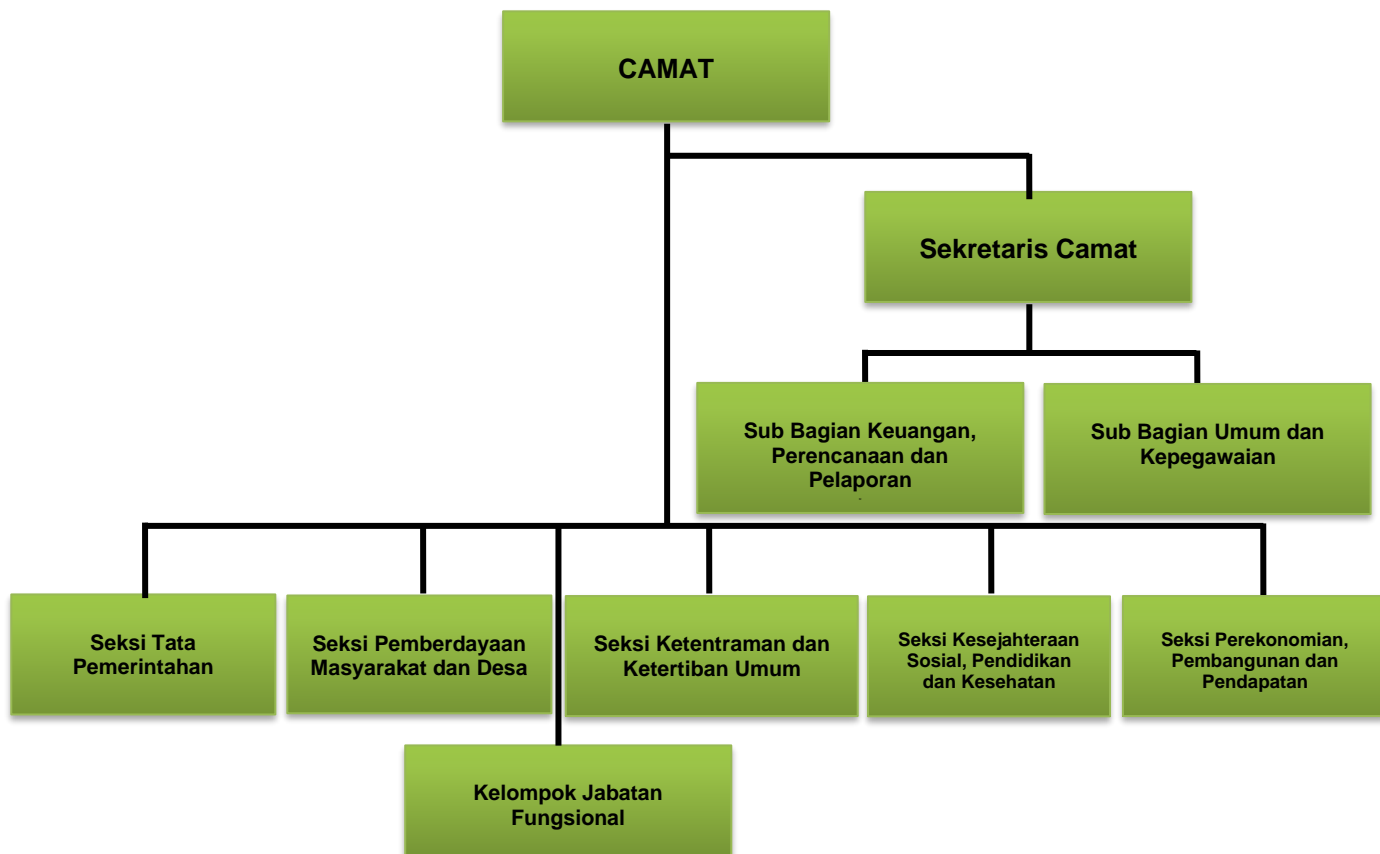 CAMAT
Sekretaris Camat
Sub Bagian Keuangan,
Perencanaan dan
Pelaporan
.
Sub Bagian Umum dan
Kepegawaian
Seksi Tata
Pemerintahan
Seksi Pemberdayaan
Masyarakat dan Desa
Seksi Ketentraman dan
Ketertiban Umum
Seksi Kesejahteraan
Sosial, Pendidikan
dan Kesehatan
Seksi Perekonomian,
Pembangunan dan
Pendapatan
Kelompok Jabatan
Fungsional